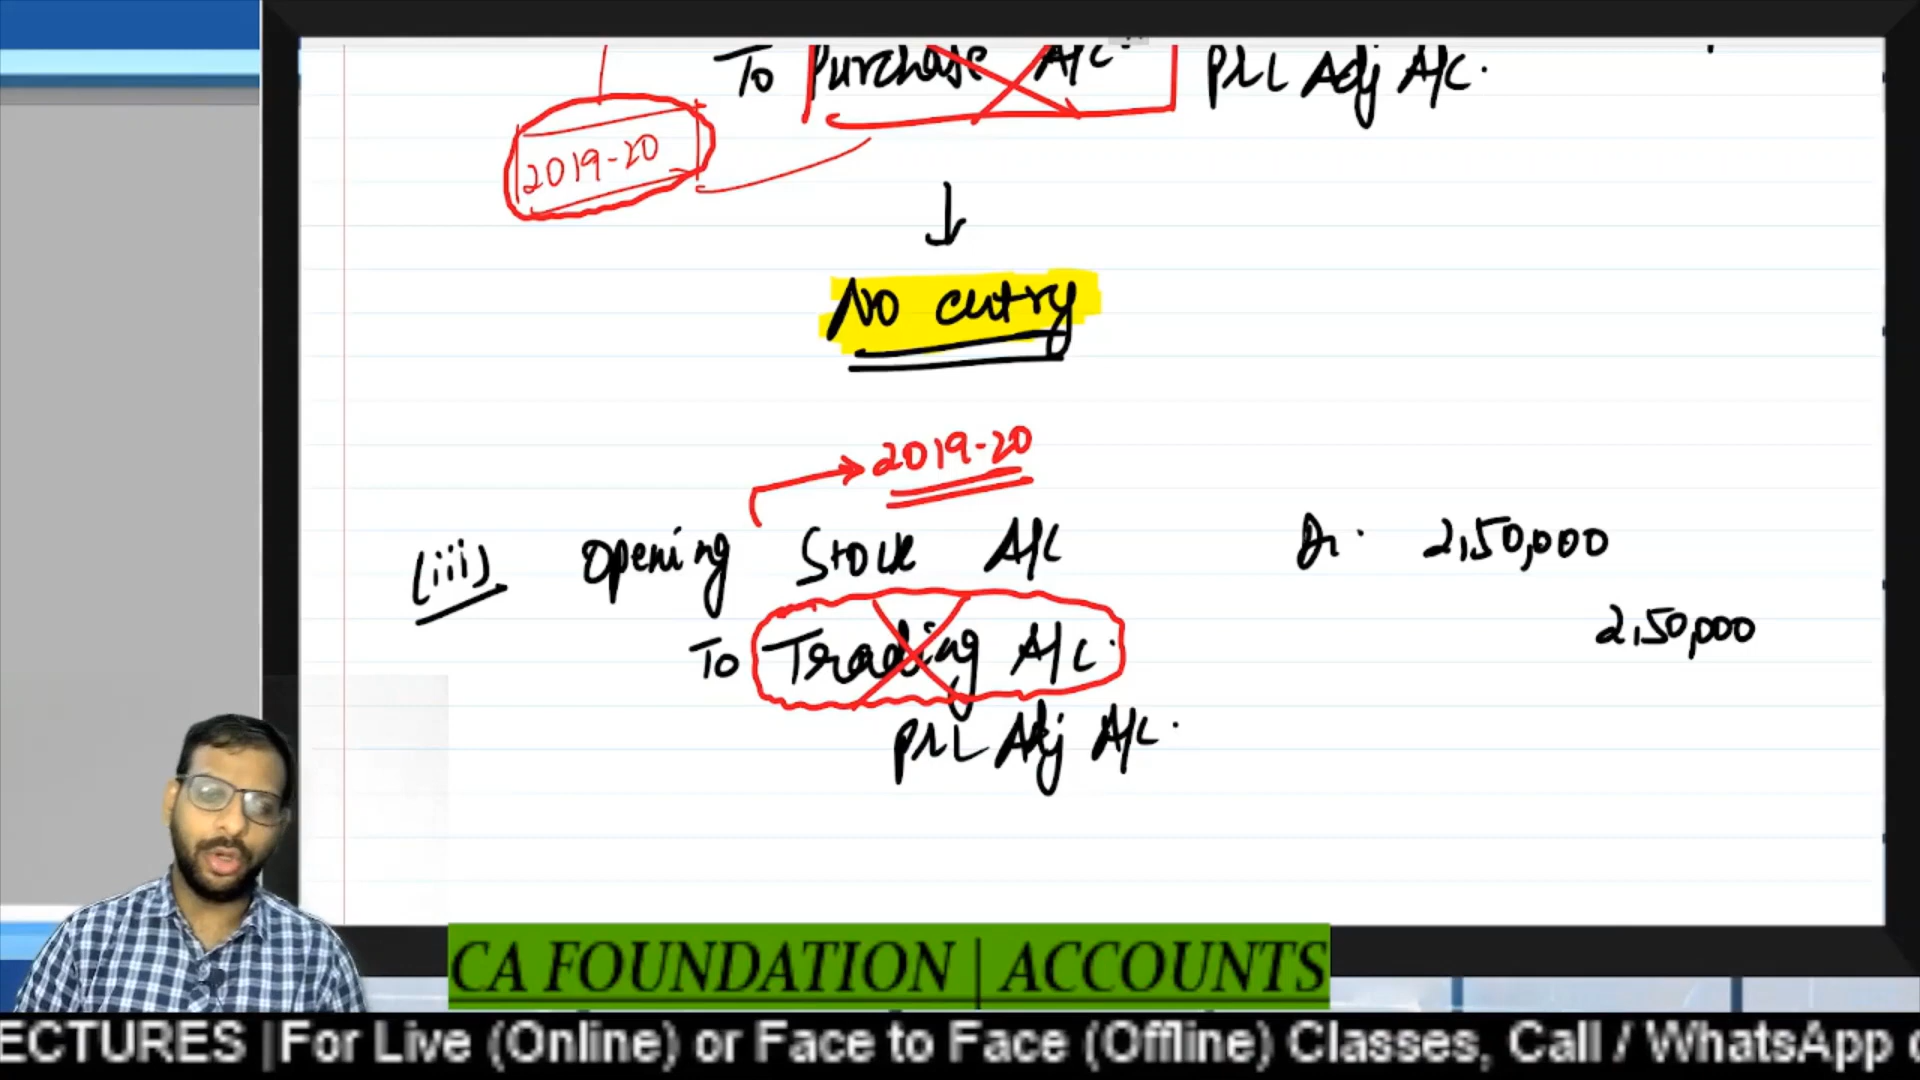 To Purchase A/C. P&L Adj A/C.
2019-20
No entry
2019-20
(iii) Opening Stock A/C Dr. 2,50,000
To Trading A/C. 2,50,000
P&L Adj A/C.
CA FOUNDATION | ACCOUNTS
ECTURES | For Live (Online) or Face to Face (Offline) Classes, Call / WhatsApp